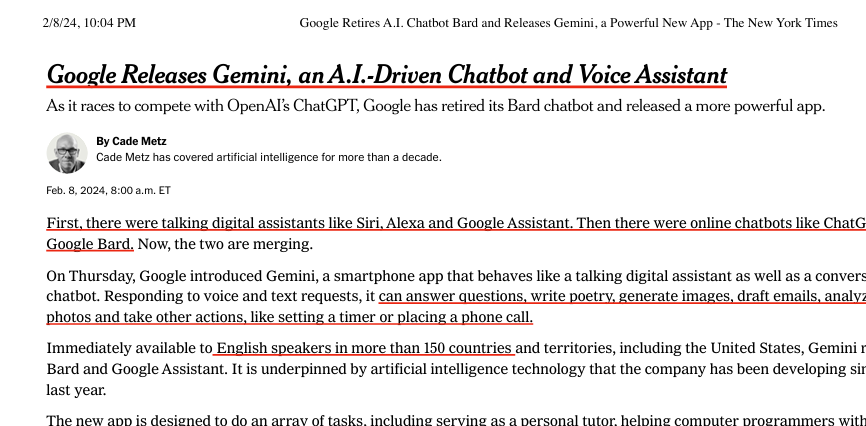 2/8/24, 10:04 PM Google Retires A.I. Chatbot Bard and Releases Gemini, a Powerful New App - The New York Times
Google Releases Gemini, an A.I.-Driven Chatbot and Voice Assistant
As it races to compete with OpenAI's ChatGPT, Google has retired its Bard chatbot and released a more powerful app.
By Cade Metz
Cade Metz has covered artificial intelligence for more than a decade.
Feb. 8, 2024, 8:00 a.m. ET
First, there were talking digital assistants like Siri, Alexa and Google Assistant. Then there were online chatbots like ChatG
Google Bard. Now, the two are merging.
On Thursday, Google introduced Gemini, a smartphone app that behaves like a talking digital assistant as well as a convers
chatbot. Responding to voice and text requests, it can answer questions, write poetry, generate images, draft emails, analyz
photos and take other actions, like setting a timer or placing a phone call.
Immediately available to English speakers in more than 150 countries and territories, including the United States, Gemini r
Bard and Google Assistant. It is underpinned by artificial intelligence technology that the company has been developing sin
last year.
The new app is designed to do an array of tasks, including serving as a personal tutor, helping computer programmers with